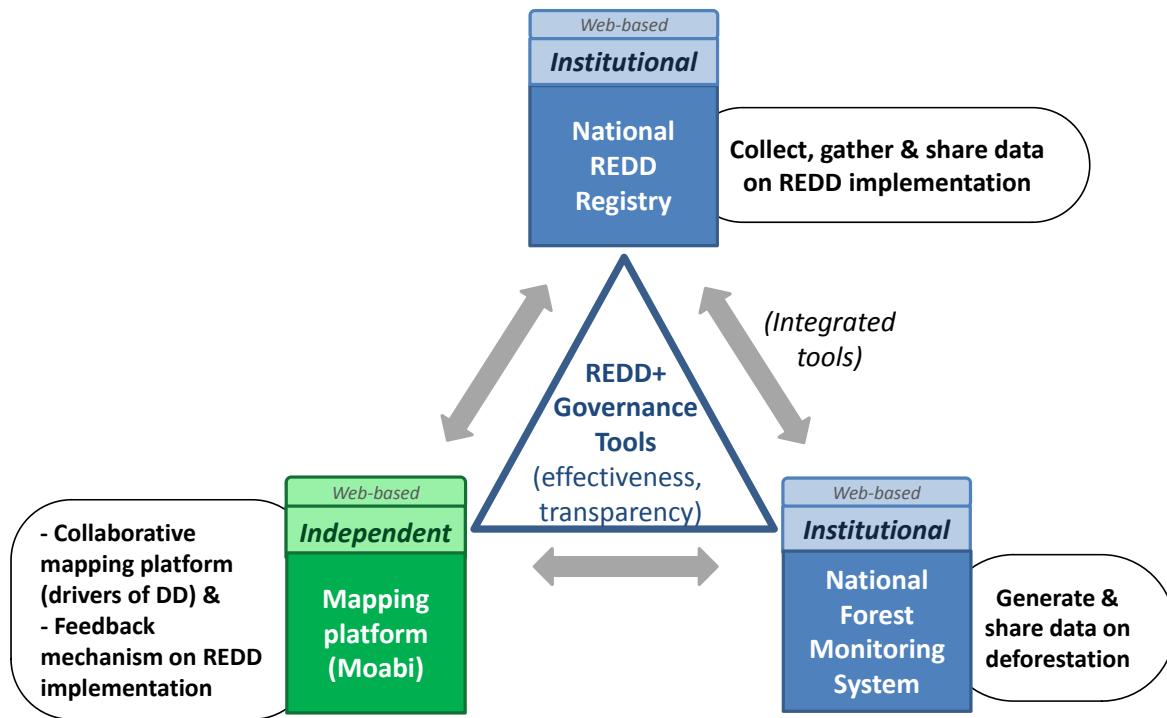 Web-based
Institutional
National
REDD
Registry
Collect, gather & share data
on REDD implementation
(Integrated
tools)
REDD+
Governance
Tools
(effectiveness,
transparency)
Web-based
Independent
Mapping
platform
(Moabi)
- Collaborative
mapping platform
(drivers of DD) &
- Feedback
mechanism on REDD
implementation
Web-based
Institutional
National
Forest
Monitoring
System
Generate &
share data on
deforestation